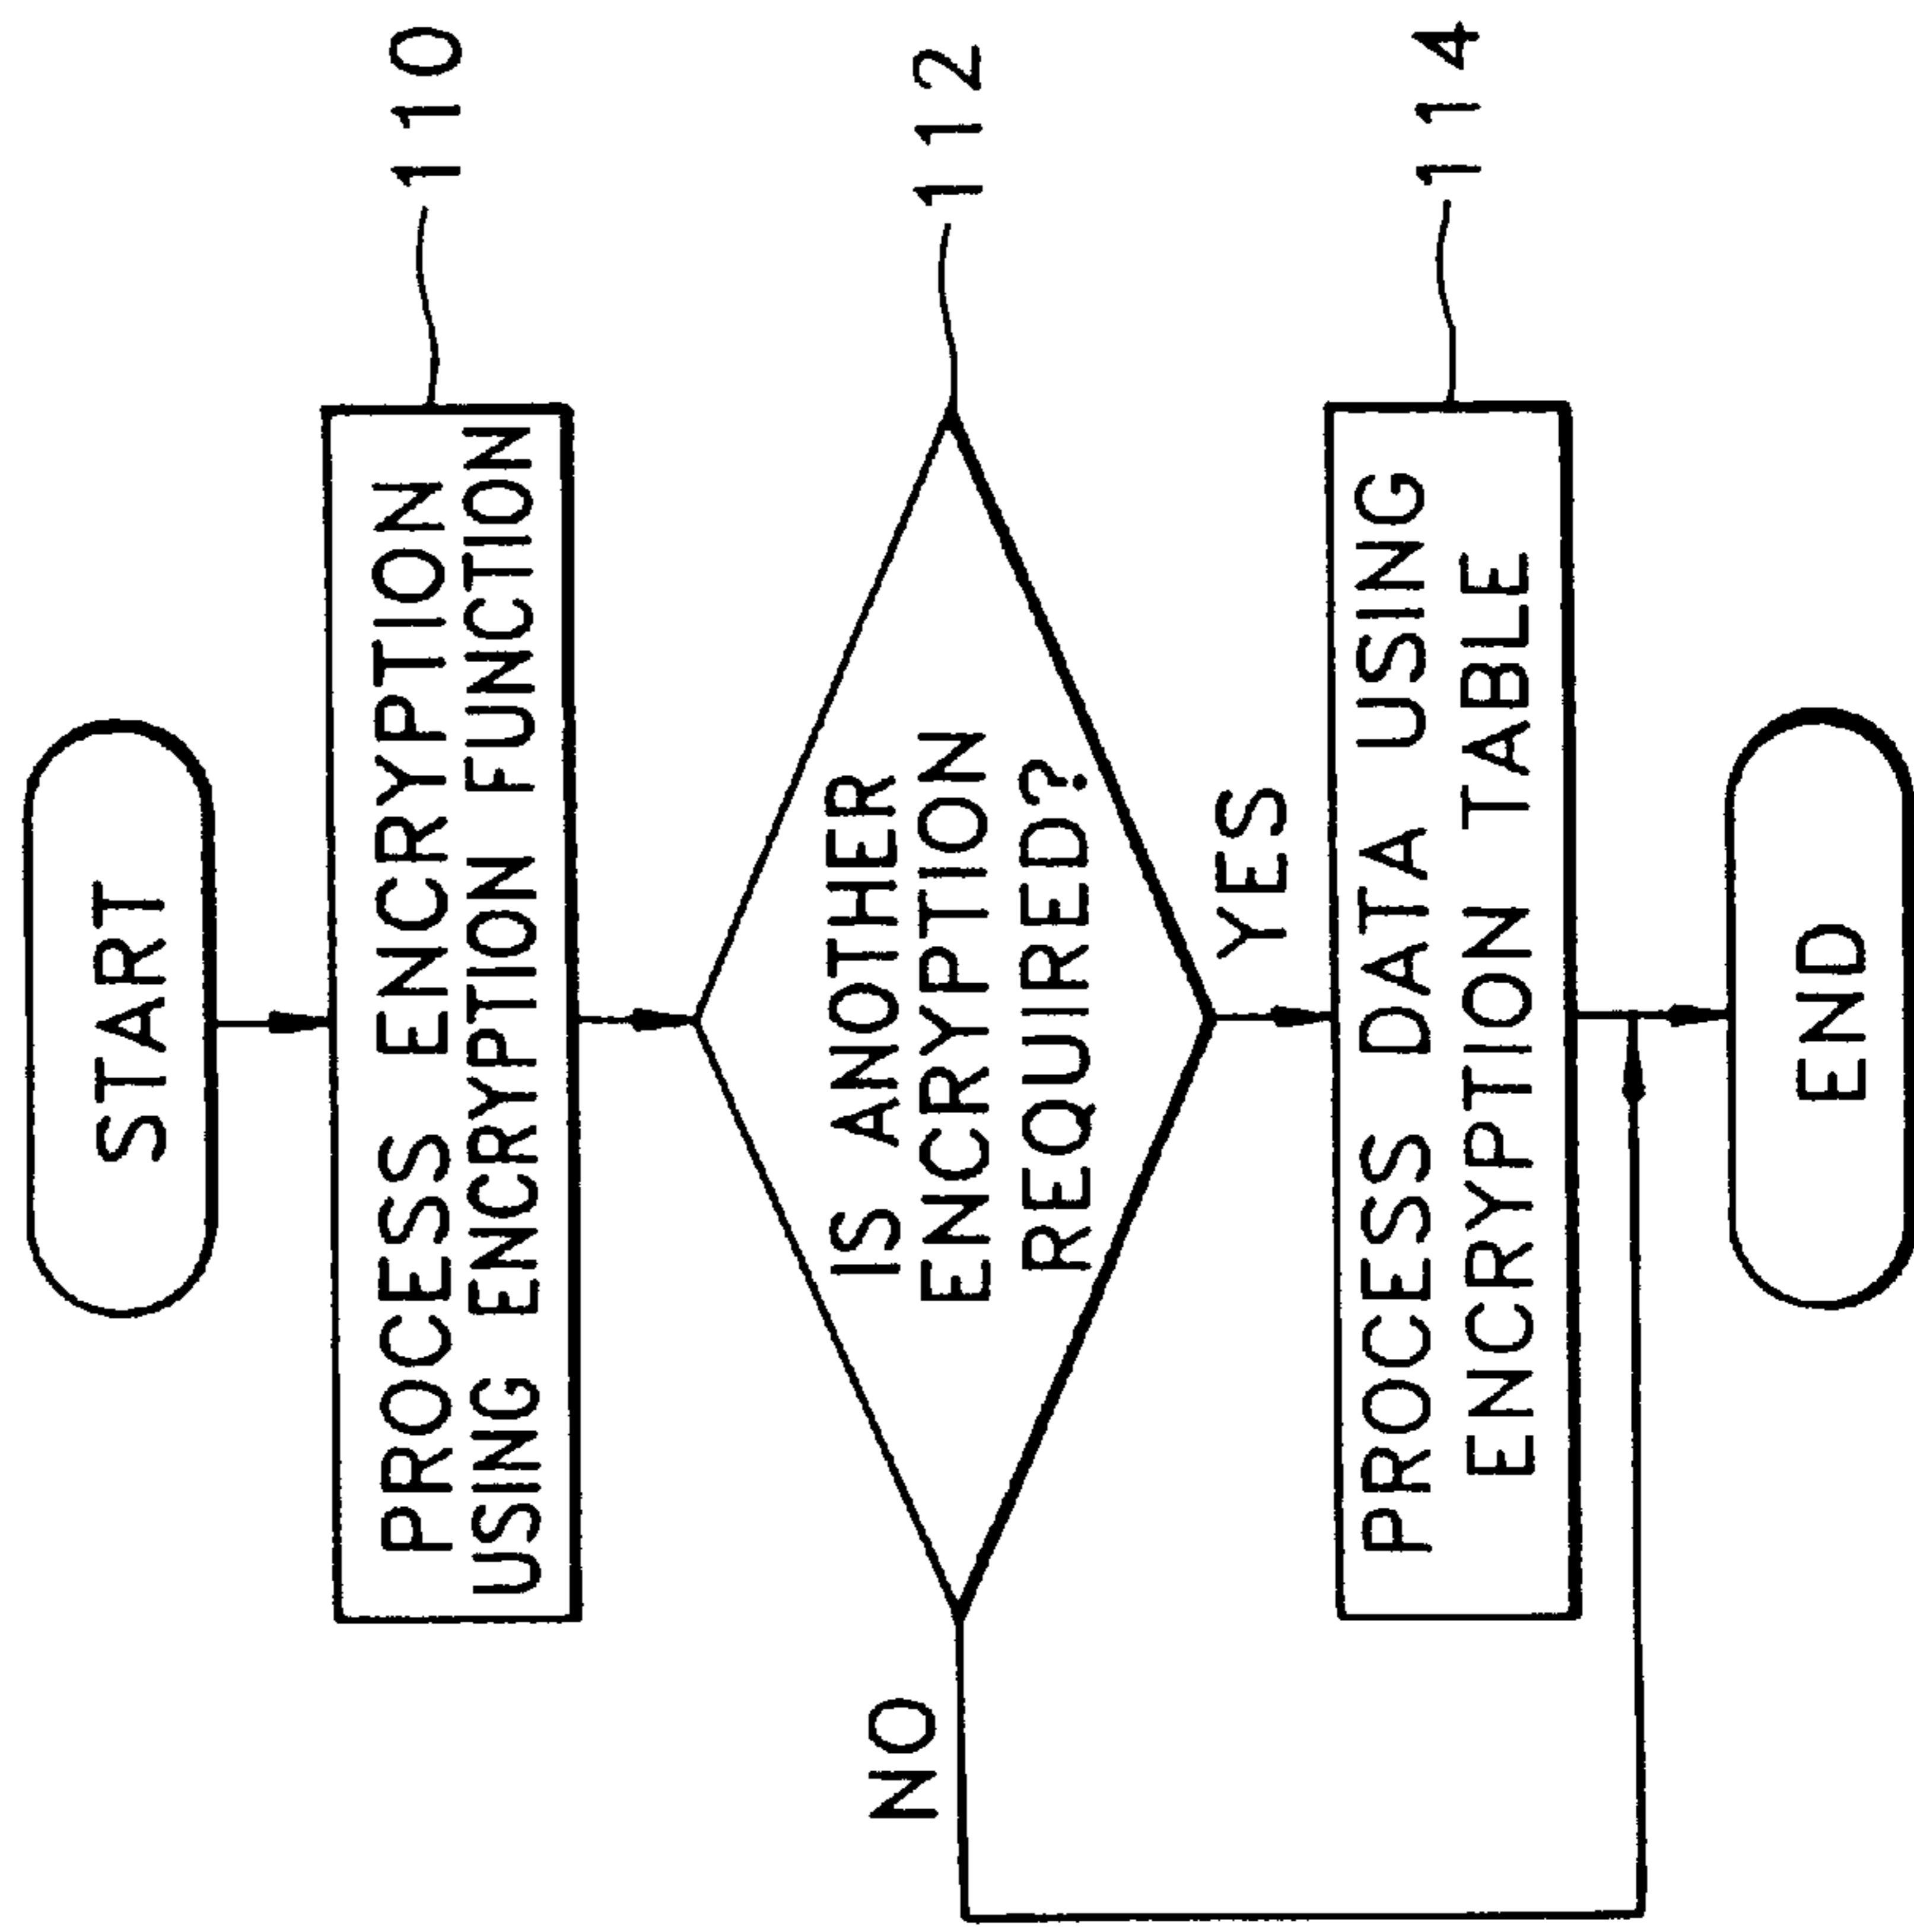 START
PROCESS ENCRYPTION
USING ENCRYPTION FUNCTION
110
IS ANOTHER
ENCRYPTION
REQUIRED?
112
NO
YES
PROCESS DATA USING
ENCRYPTION TABLE
114
END